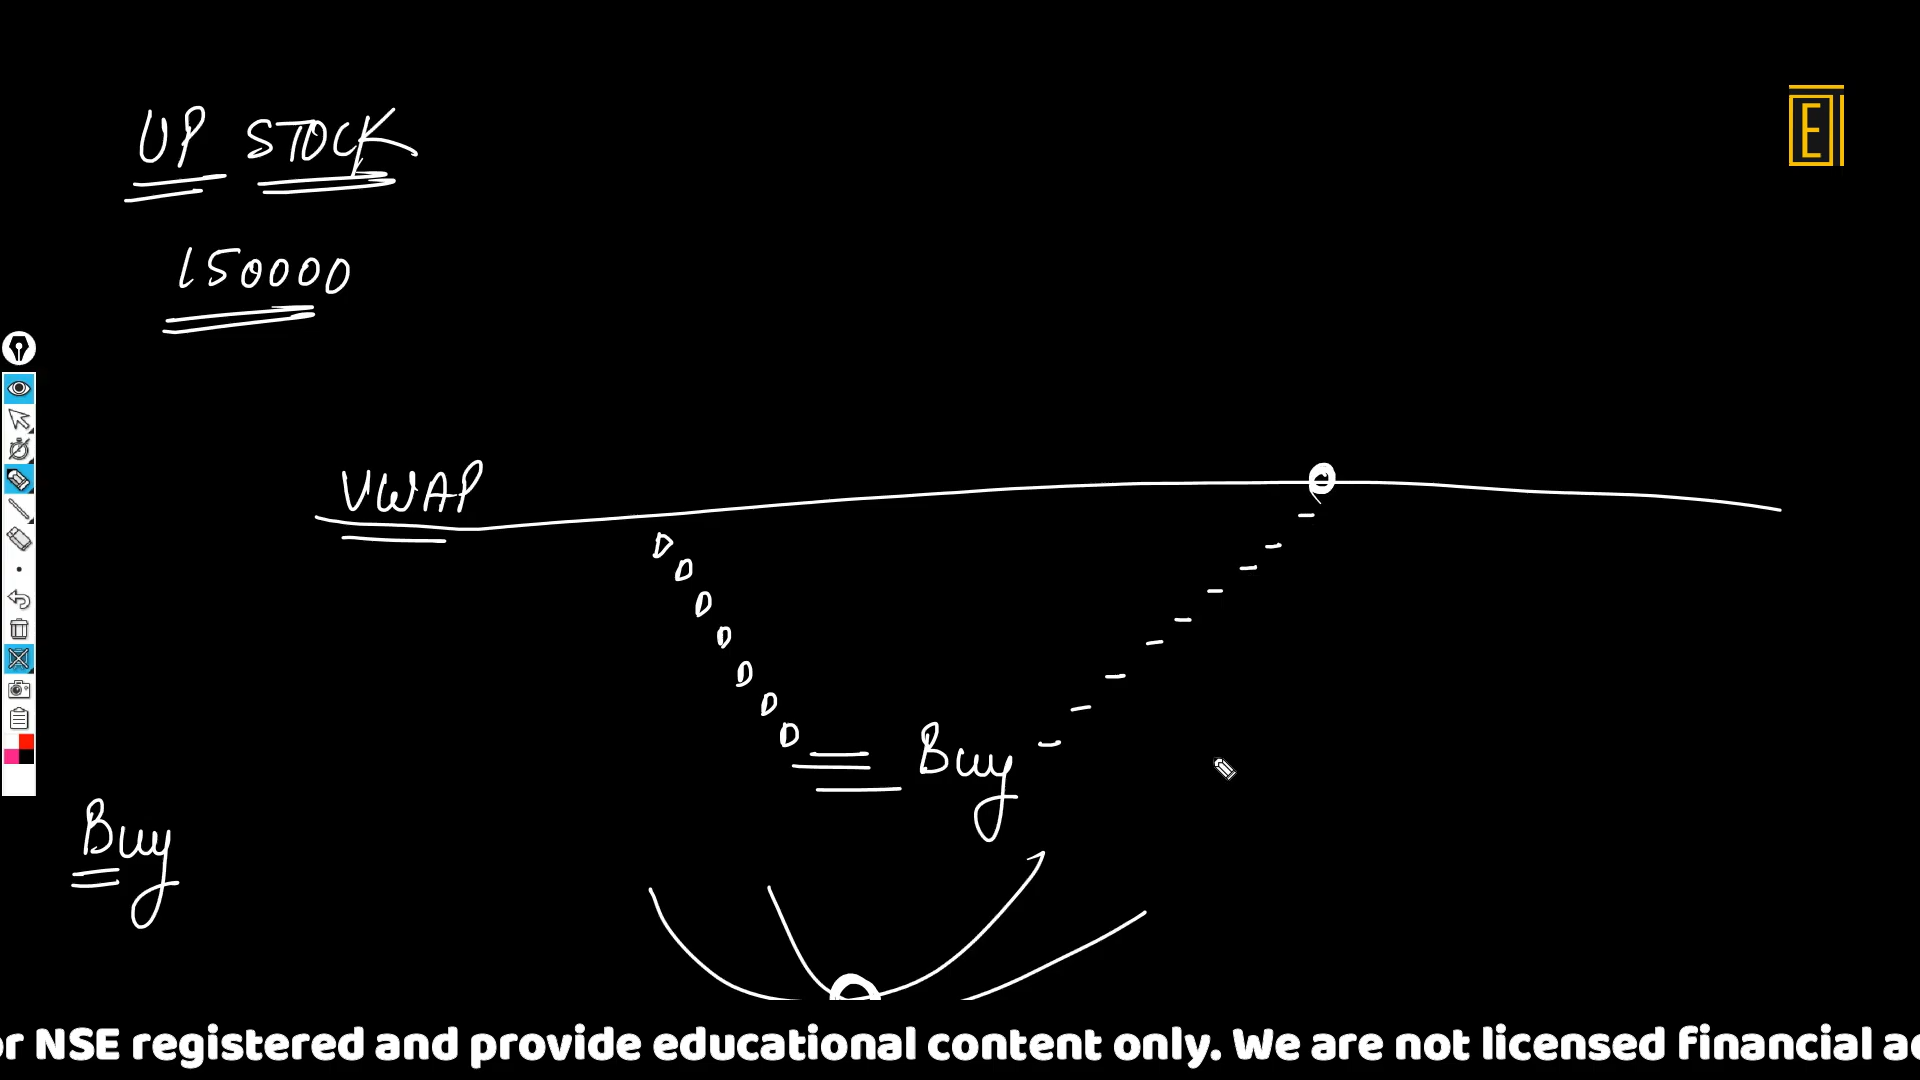 UP STOCK
E
150000
VWAP
Buy
Buy
or NSE registered and provide educational content only. We are not licensed financial a